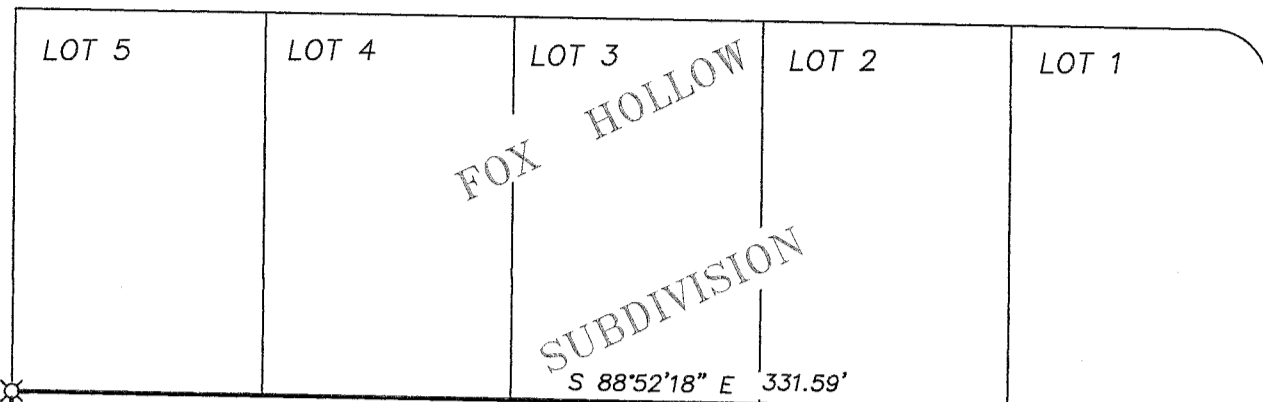 LOT 5
LOT 4
LOT 3
LOT 2
LOT 1
FOX HOLLOW
SUBDIVISION
S 88°52'18" E 331.59'